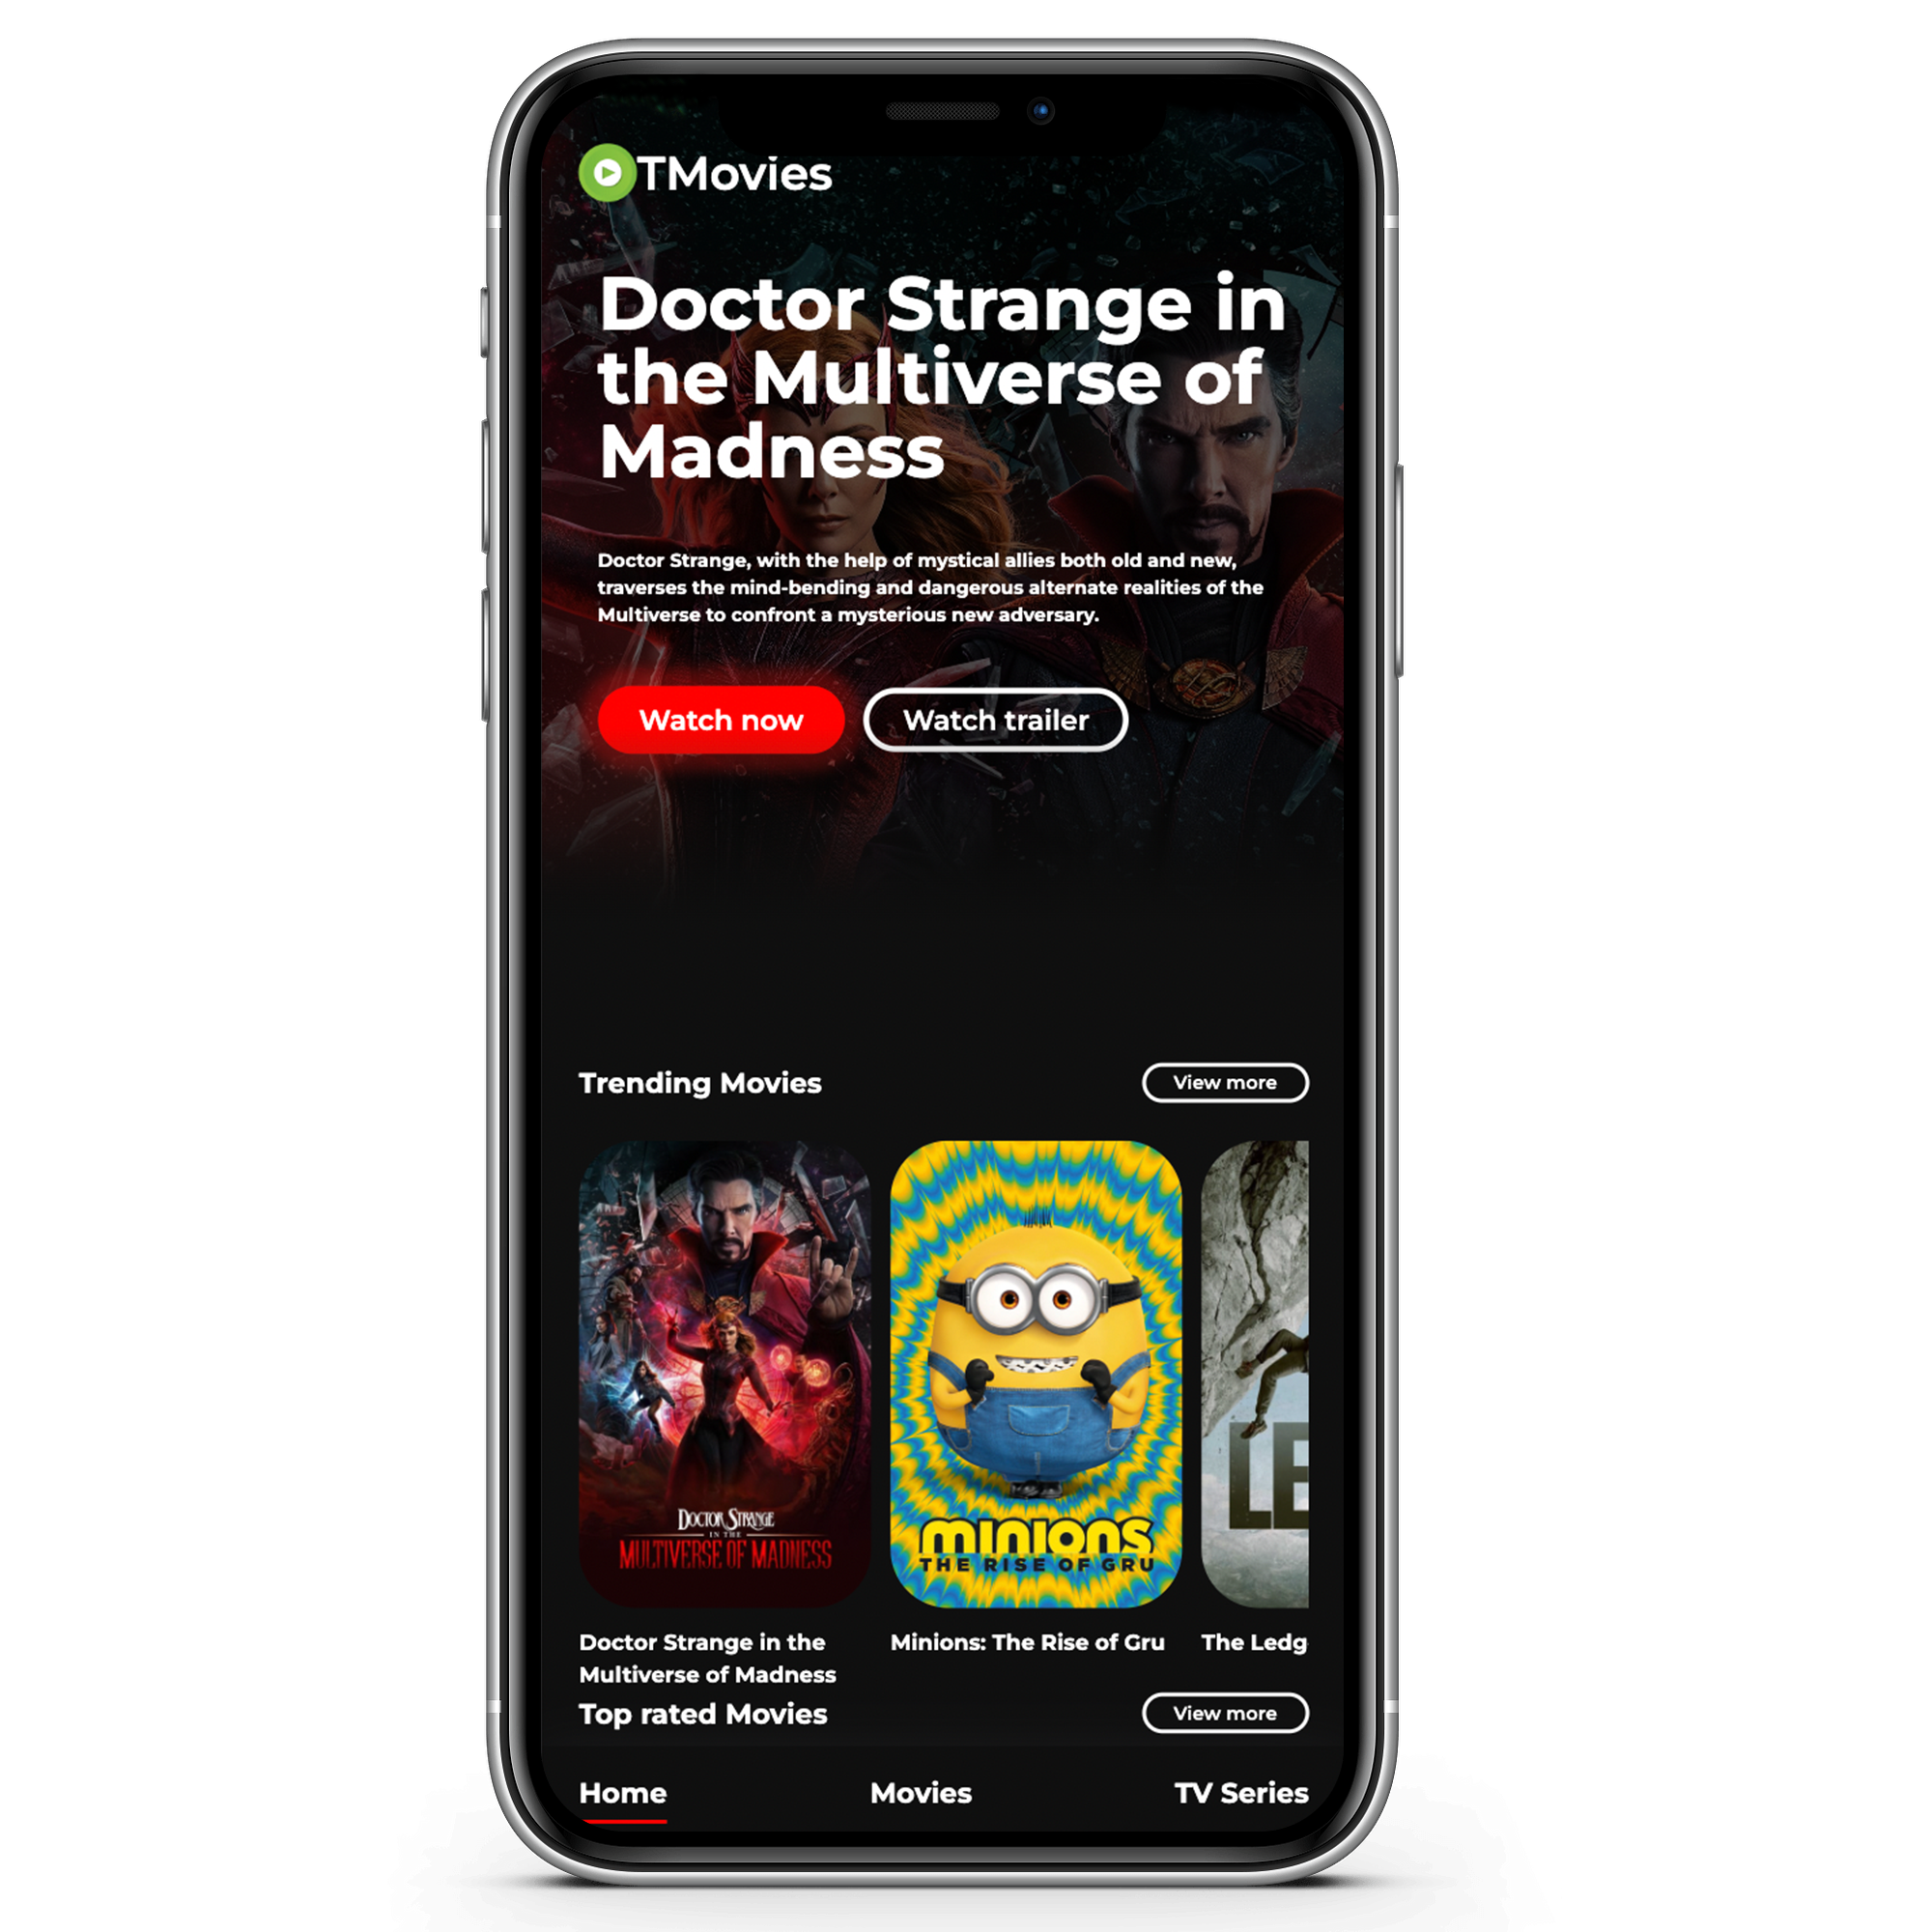 TMovies
Doctor Strange in
the Multiverse of
Madness
Doctor Strange, with the help of mystical allies both old and new,
traverses the mind-bending and dangerous alternate realities of the
Multiverse to confront a mysterious new adversary.
Watch now
Watch trailer
Trending Movies
View more
DOCTOR STRANGE
IN THE
MULTIVERSE OF MADNESS
MINIONS
THE RISE OF GRU
LE
Doctor Strange in the
Multiverse of Madness
Minions: The Rise of Gru
The Ledg
Top rated Movies
View more
Home
Movies
TV Series